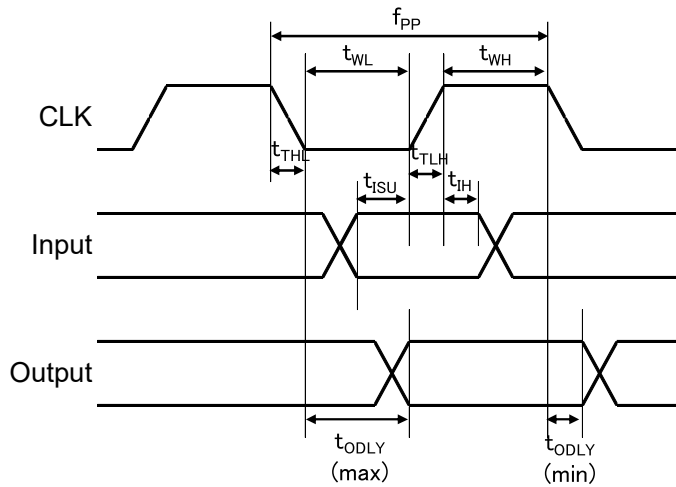 fPP
tWL
tWH
CLK
tTHL
tTLH
tISU
tIH
Input
Output
tODLY
(max)
tODLY
(min)